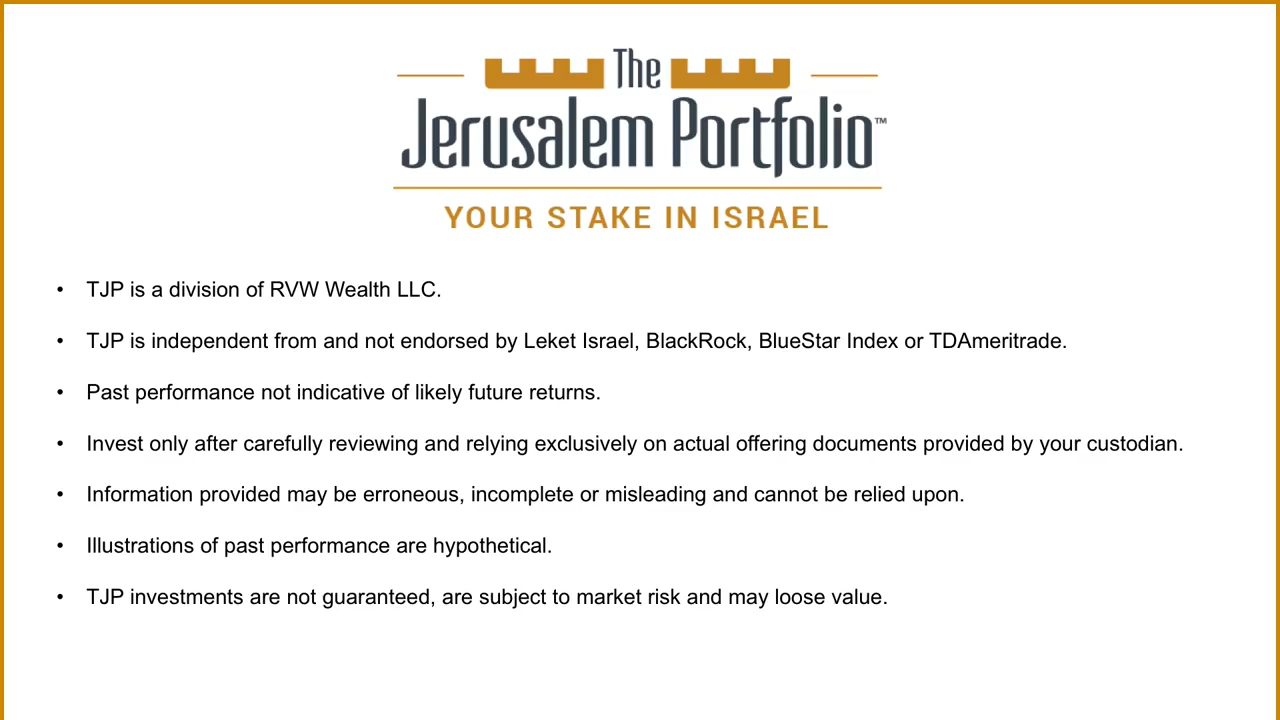 The
Jerusalem Portfolio™
YOUR STAKE IN ISRAEL
• TJP is a division of RVW Wealth LLC.
• TJP is independent from and not endorsed by Leket Israel, BlackRock, BlueStar Index or TDAmeritrade.
• Past performance not indicative of likely future returns.
• Invest only after carefully reviewing and relying exclusively on actual offering documents provided by your custodian.
• Information provided may be erroneous, incomplete or misleading and cannot be relied upon.
• Illustrations of past performance are hypothetical.
• TJP investments are not guaranteed, are subject to market risk and may loose value.